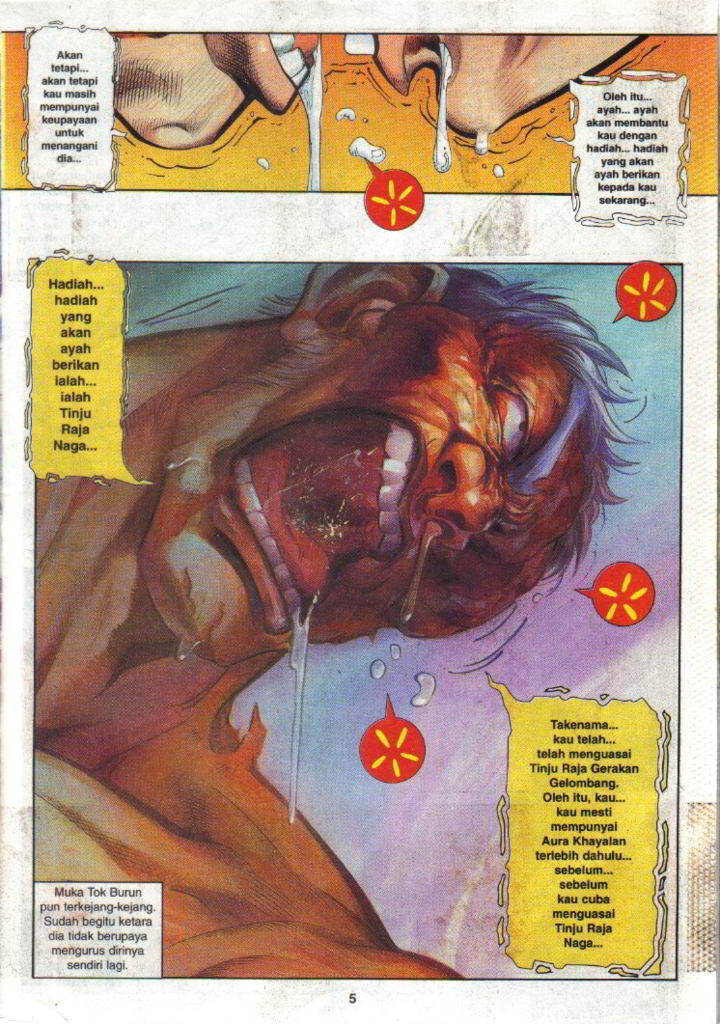 Akan
tetapi...
akan tetapi
kau masih
mempunyai
keupayaan
untuk
menangani
dia...
Oleh itu...
ayah... ayah
akan membantu
kau dengan
hadiah... hadiah
yang akan
ayah berikan
kepada kau
sekarang...
Hadiah...
hadiah
yang
akan
ayah
berikan
ialah...
ialah
Tinju
Raja
Naga...
Takenama...
kau telah...
telah menguasai
Tinju Raja Gerakan
Gelombang.
Oleh itu, kau...
kau mesti
mempunyai
Aura Khayalan
terlebih dahulu...
sebelum...
sebelum
kau cuba
menguasai
Tinju Raja
Naga...
Muka Tok Burun
pun terkejang-kejang.
Sudah begitu ketara
dia tidak berupaya
mengurus dirinya
sendiri lagi.
5